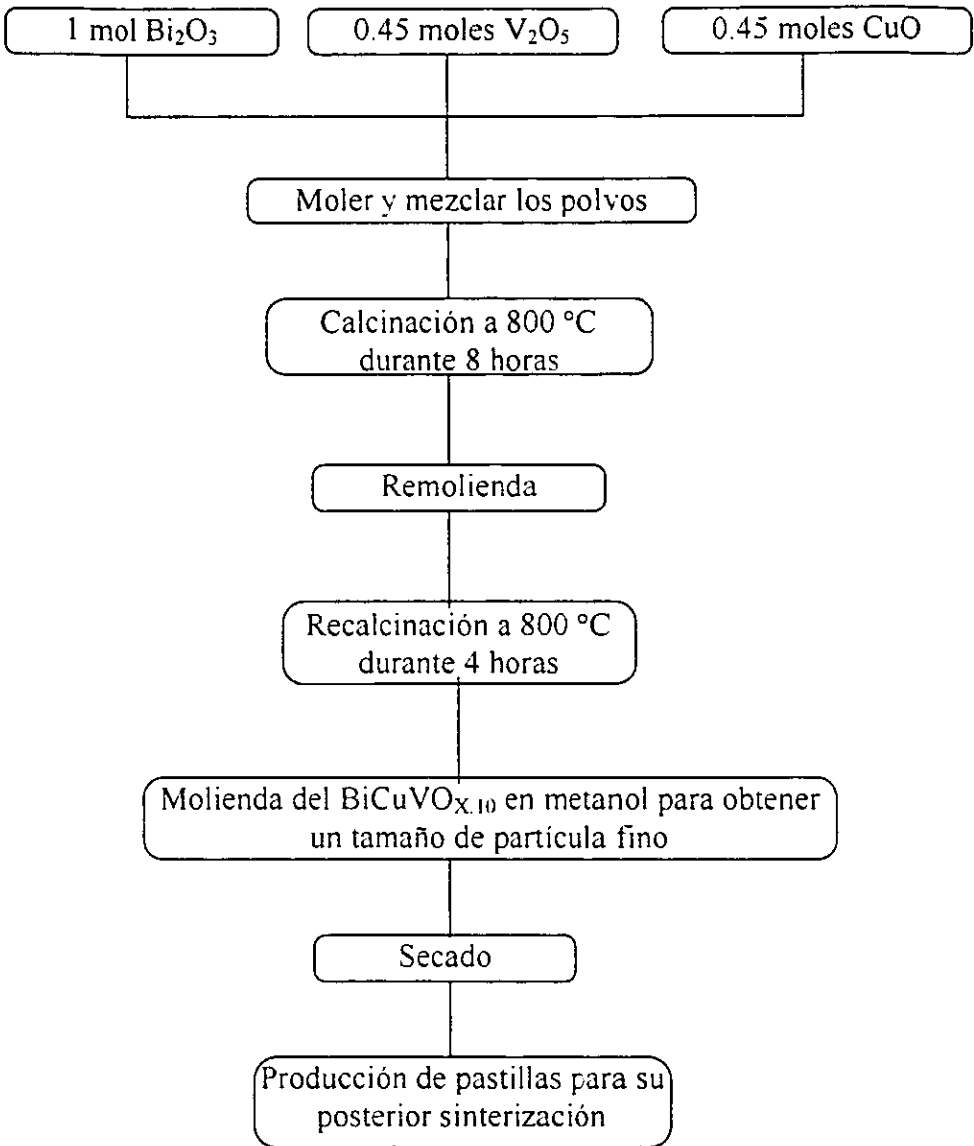 1 mol Bi₂O₃
0.45 moles V₂O₅
0.45 moles CuO
Moler y mezclar los polvos
Calcinación a 800 °C
durante 8 horas
Remolienda
Recalcinación a 800 °C
durante 4 horas
Molienda del BiCuVOₓ.₁₀ en metanol para obtener
un tamaño de partícula fino
Secado
Producción de pastillas para su
posterior sinterización